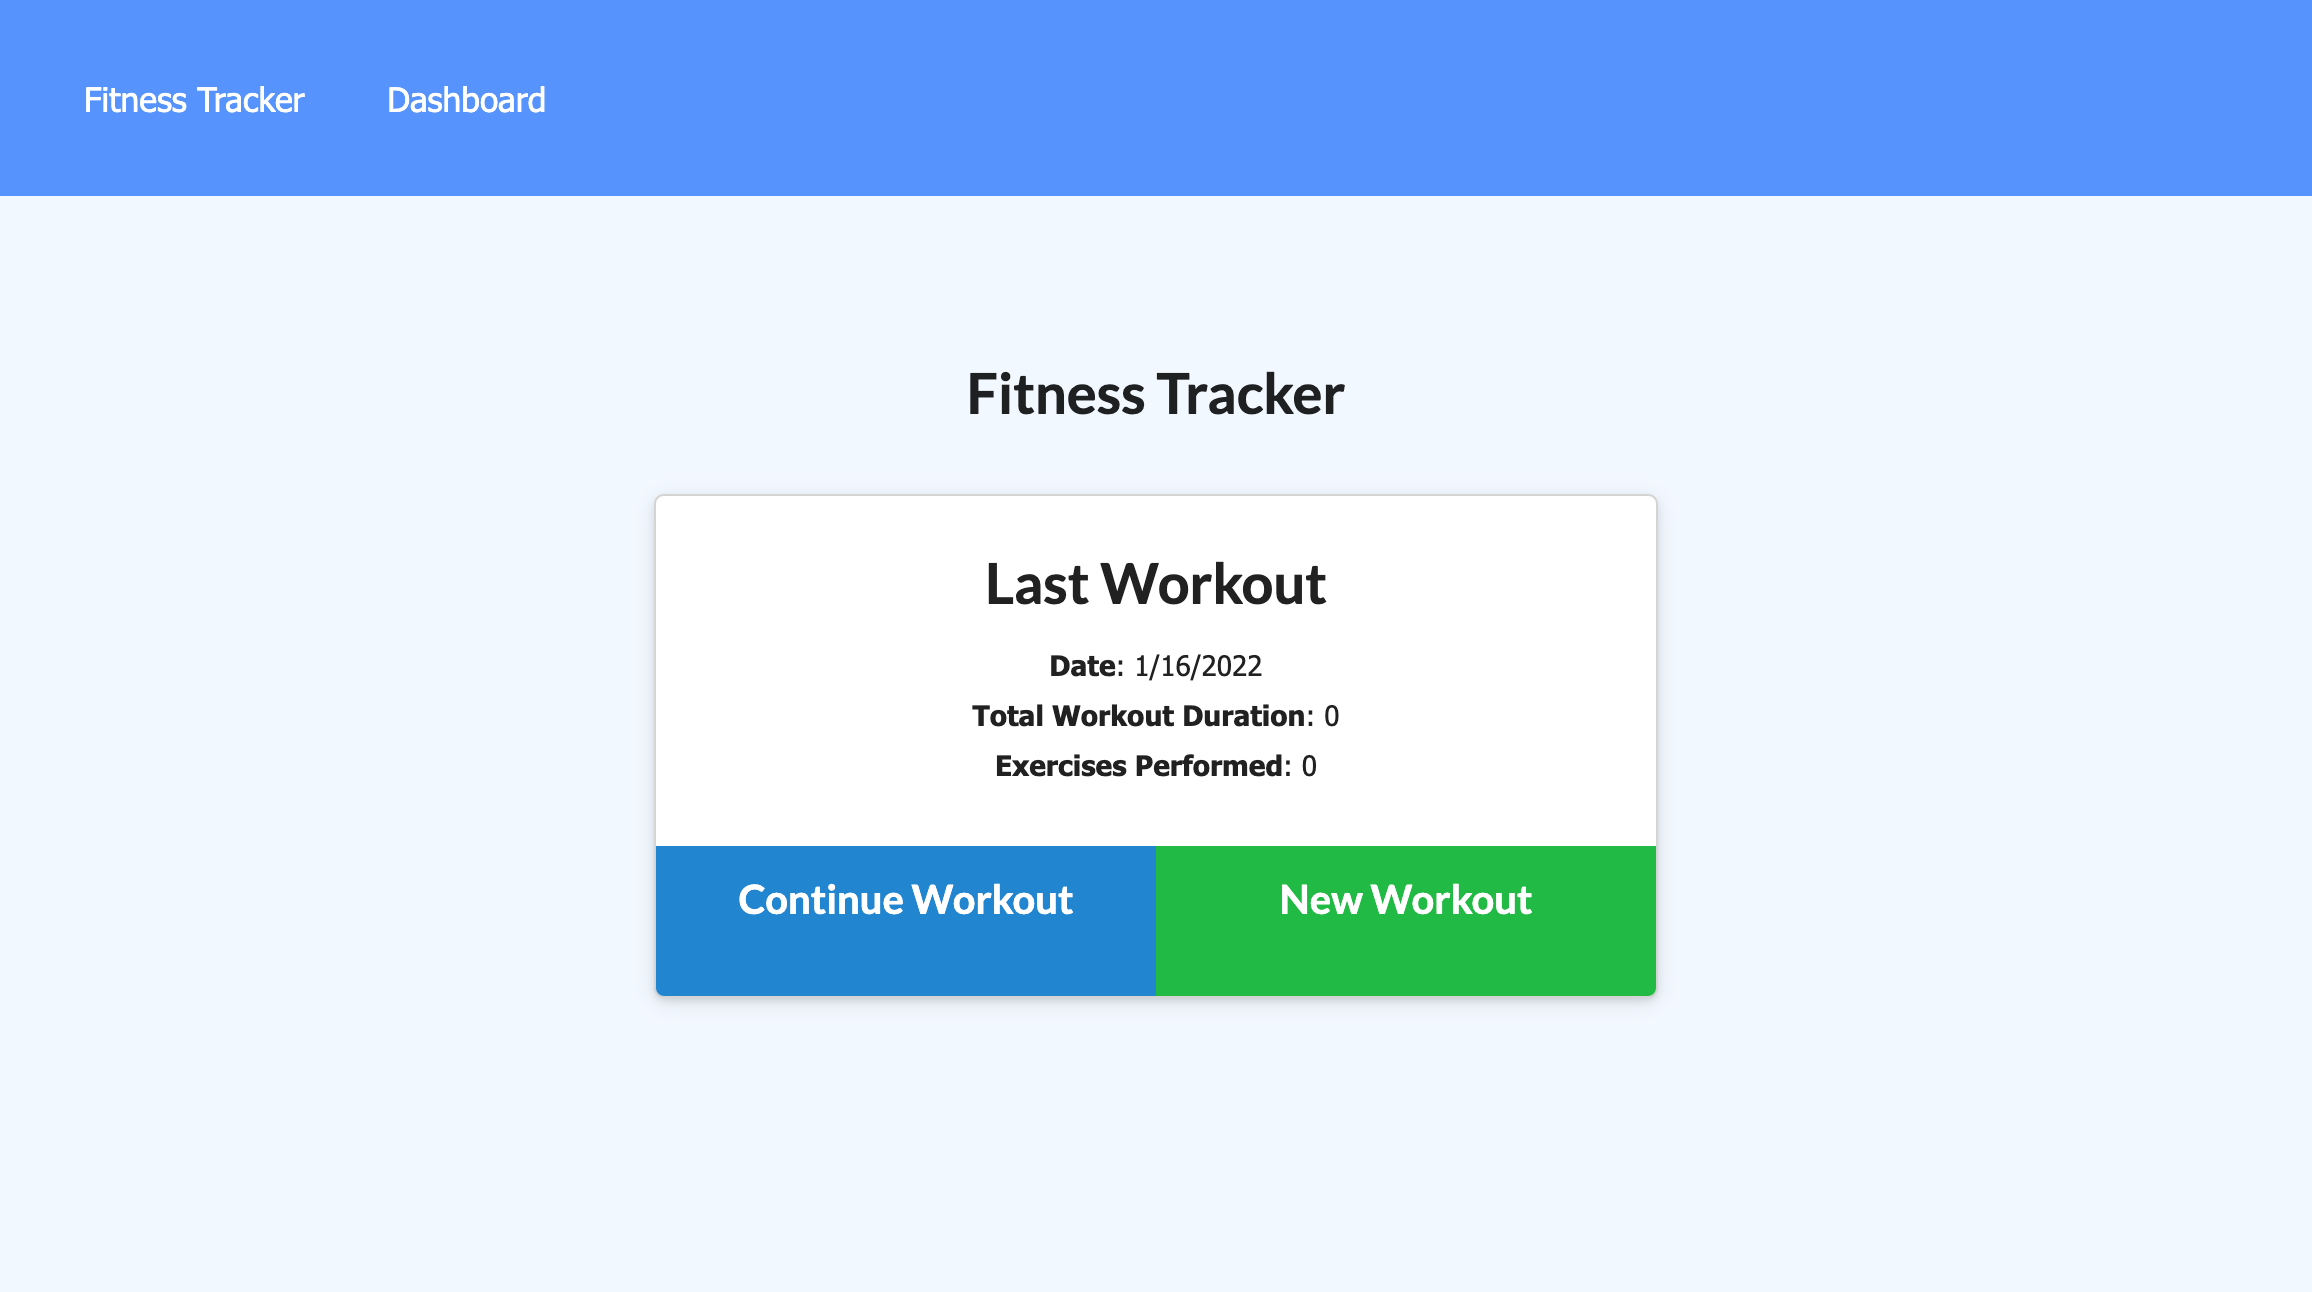 Fitness Tracker Dashboard
Fitness Tracker
Last Workout
Date: 1/16/2022
Total Workout Duration: 0
Exercises Performed: 0
Continue Workout New Workout